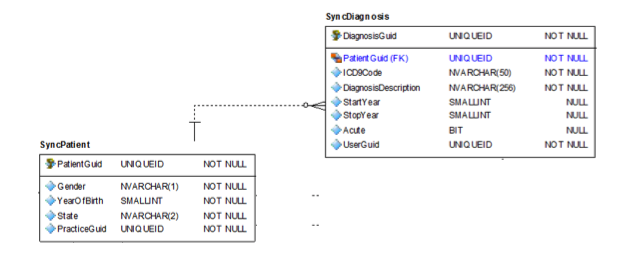 SyncDiagnosis
DiagnosisGuid UNIQUEID NOT NULL
PatientGuid (FK) UNIQUEID NOT NULL
ICD9Code NVARCHAR(50) NOT NULL
DiagnosisDescription NVARCHAR(256) NOT NULL
StartYear SMALLINT NULL
StopYear SMALLINT NULL
Acute BIT NULL
UserGuid UNIQUEID NOT NULL
SyncPatient
PatientGuid UNIQUEID NOT NULL
Gender NVARCHAR(1) NOT NULL
YearOfBirth SMALLINT NOT NULL
State NVARCHAR(2) NOT NULL
PracticeGuid UNIQUEID NOT NULL